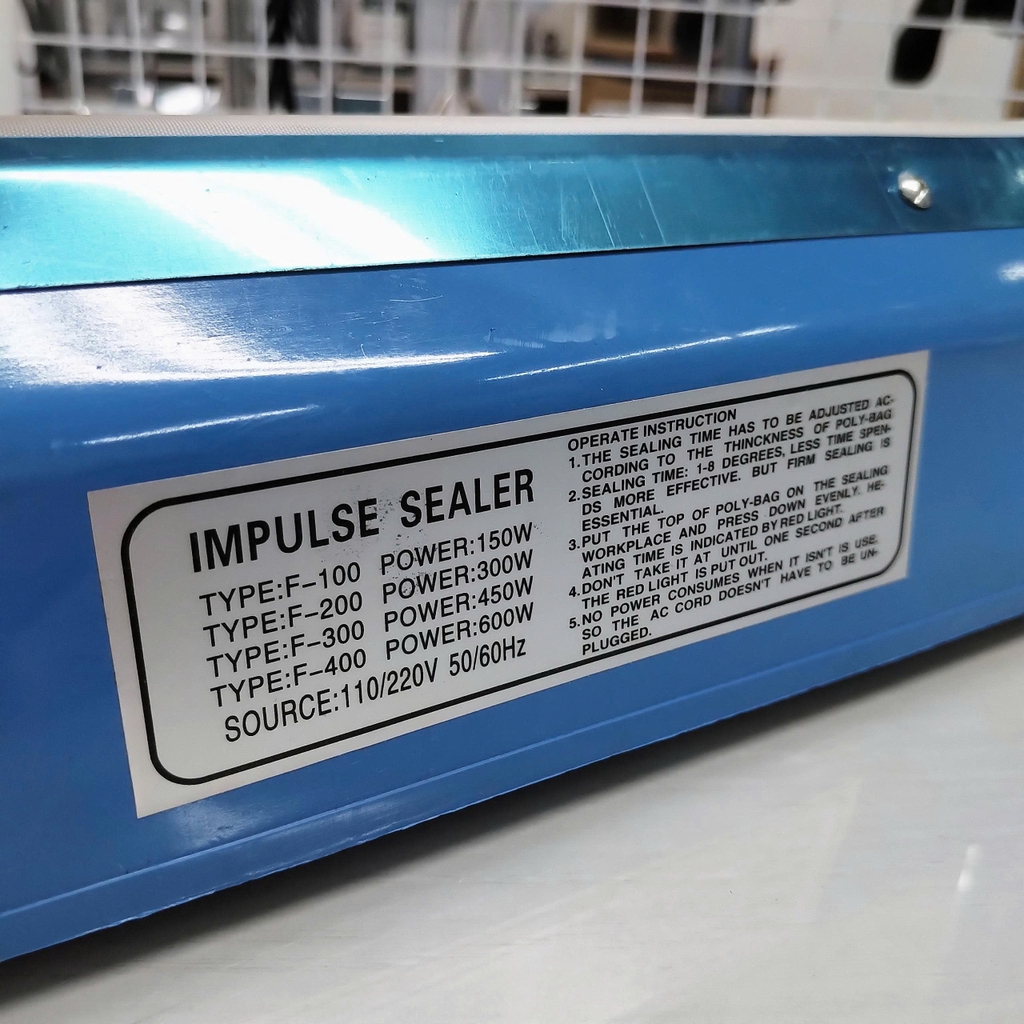 IMPULSE SEALER
TYPE:F-100 POWER:150W
TYPE:F-200 POWER:300W
TYPE:F-300 POWER:450W
TYPE:F-400 POWER:600W
SOURCE:110/220V 50/60Hz
OPERATE INSTRUCTION
1.THE SEALING TIME HAS TO BE ADJUSTED AC-
CORDING TO THE THINCKNESS OF POLY-BAG
2.SEALING TIME: 1-8 DEGREES, LESS TIME SPEN-
DS MORE EFFECTIVE. BUT FIRM SEALING IS
ESSENTIAL.
3.PUT THE TOP OF POLY-BAG ON THE SEALING
WORKPLACE AND PRESS DOWN EVENLY. HE-
ATING TIME IS INDICATED BY RED LIGHT.
4.DON'T TAKE IT AT UNTIL ONE SECOND AFTER
THE RED LIGHT IS PUT OUT.
5.NO POWER CONSUMES WHEN IT ISN'T IS USE,
SO THE AC CORD DOESN'T HAVE TO BE UN-
PLUGGED.